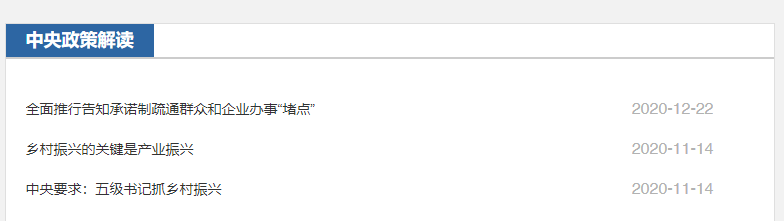 中央政策解读
全面推行告知承诺制疏通群众和企业办事“堵点” 2020-12-22
乡村振兴的关键是产业振兴 2020-11-14
中央要求：五级书记抓乡村振兴 2020-11-14